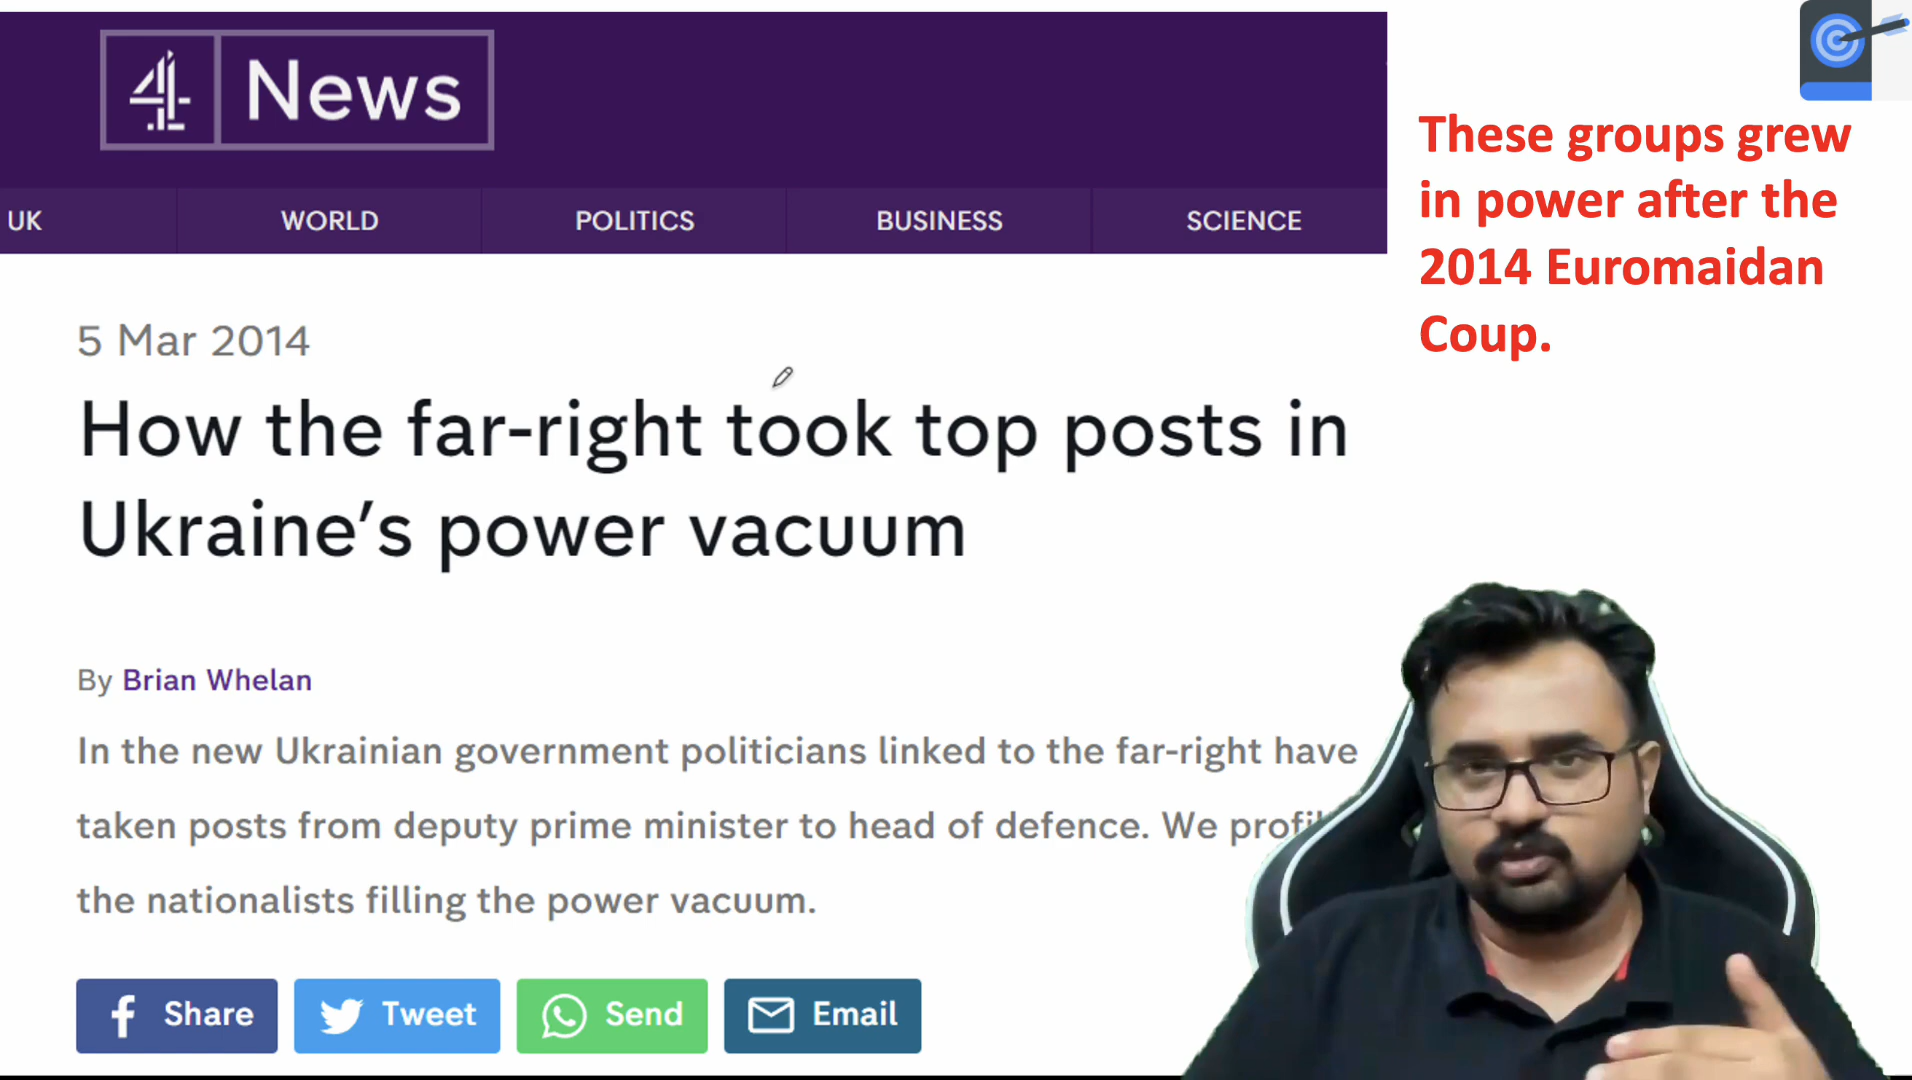 4 News
UK WORLD POLITICS BUSINESS SCIENCE
These groups grew
in power after the
2014 Euromaidan
Coup.
5 Mar 2014
How the far-right took top posts in
Ukraine’s power vacuum
By Brian Whelan
In the new Ukrainian government politicians linked to the far-right have
taken posts from deputy prime minister to head of defence. We
the nationalists filling the power vacuum.
Share Tweet Send Email